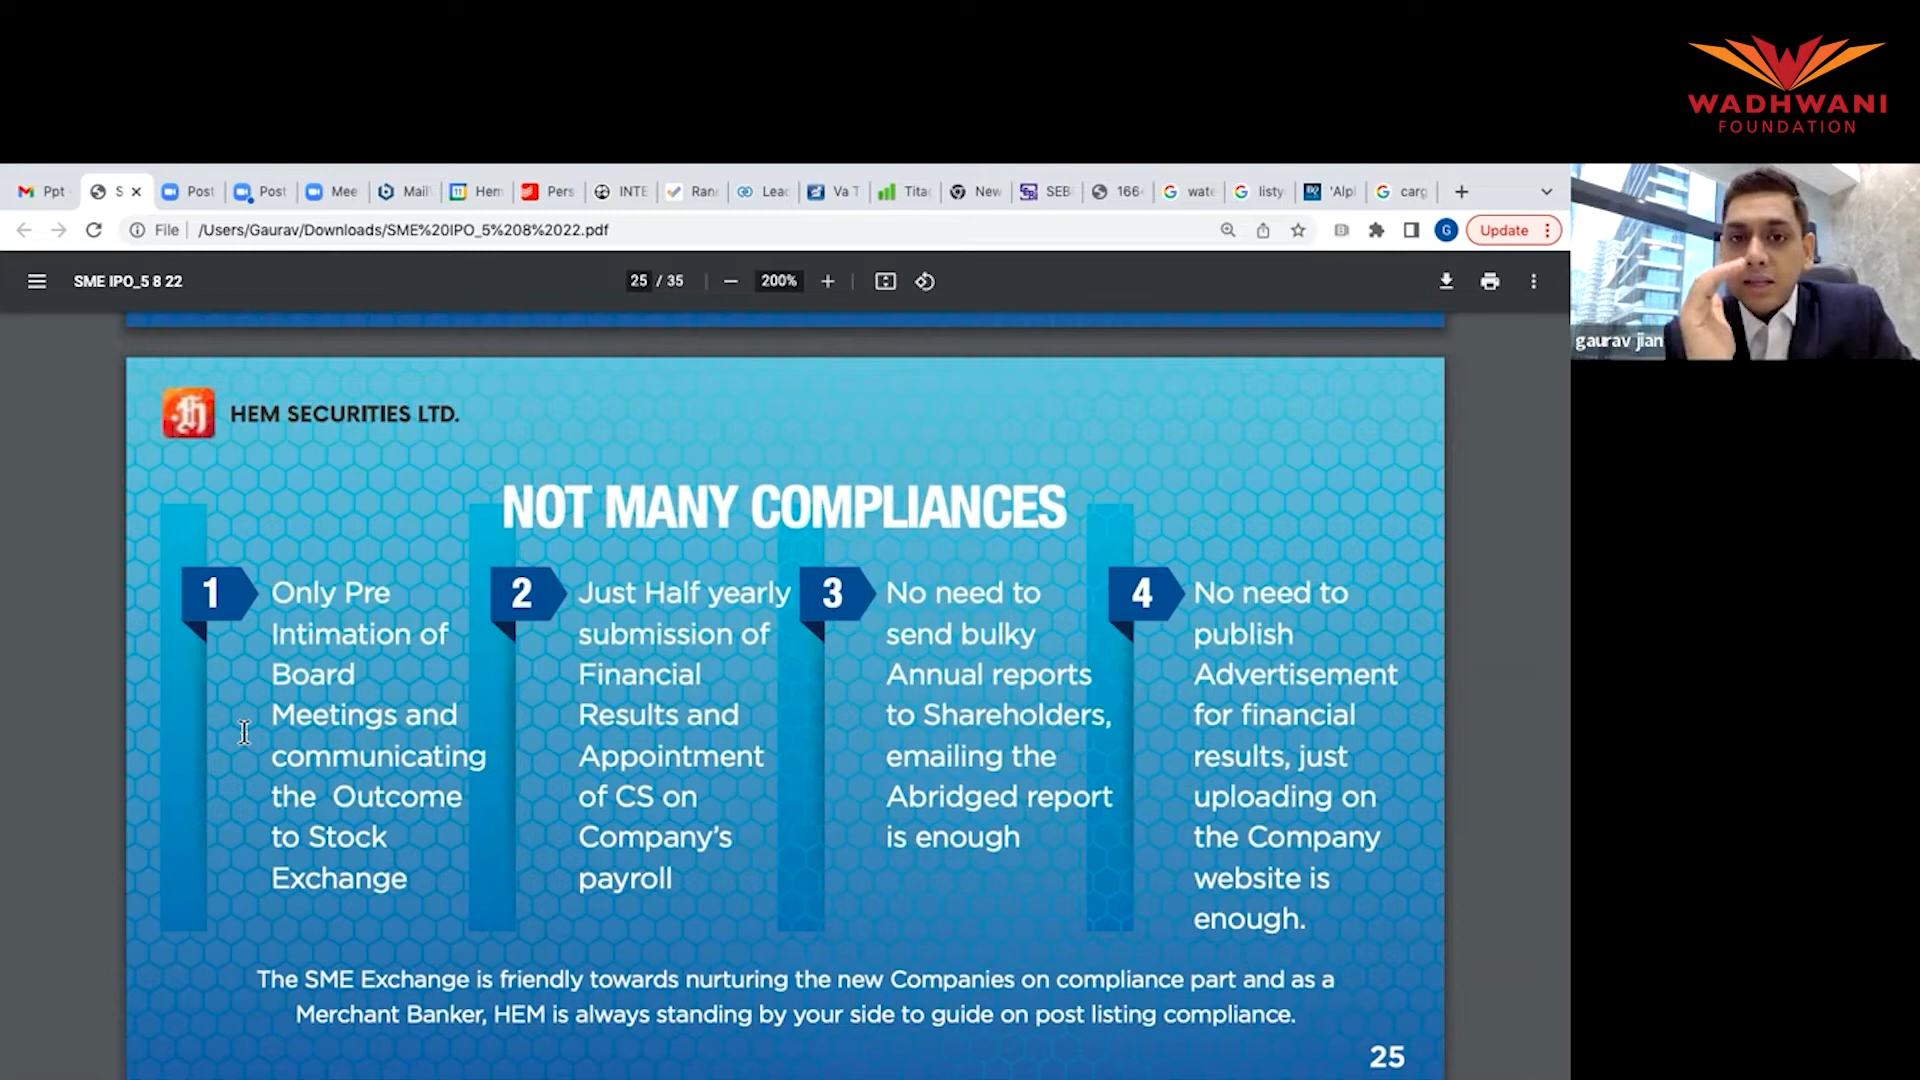 WADHWANI
FOUNDATION
Ppt
S
Post
Post
Mee
Mail
Hem
Pers
INTE
Ran
Lea
Va T
Tita
New
SEB
166
wate
listy
'Alpl
carg
File
/Users/Gaurav/Downloads/SME%20IPO_5%208%2022.pdf
G
Update
SME IPO_5 8 22
25 / 35
200%
gaurav jian
HEM SECURITIES LTD.
NOT MANY COMPLIANCES
1
Only Pre
Intimation of
Board
Meetings and
communicating
the Outcome
to Stock
Exchange
2
Just Half yearly
submission of
Financial
Results and
Appointment
of CS on
Company's
payroll
3
No need to
send bulky
Annual reports
to Shareholders,
emailing the
Abridged report
is enough
4
No need to
publish
Advertisement
for financial
results, just
uploading on
the Company
website is
enough.
The SME Exchange is friendly towards nurturing the new Companies on compliance part and as a
Merchant Banker, HEM is always standing by your side to guide on post listing compliance.
25